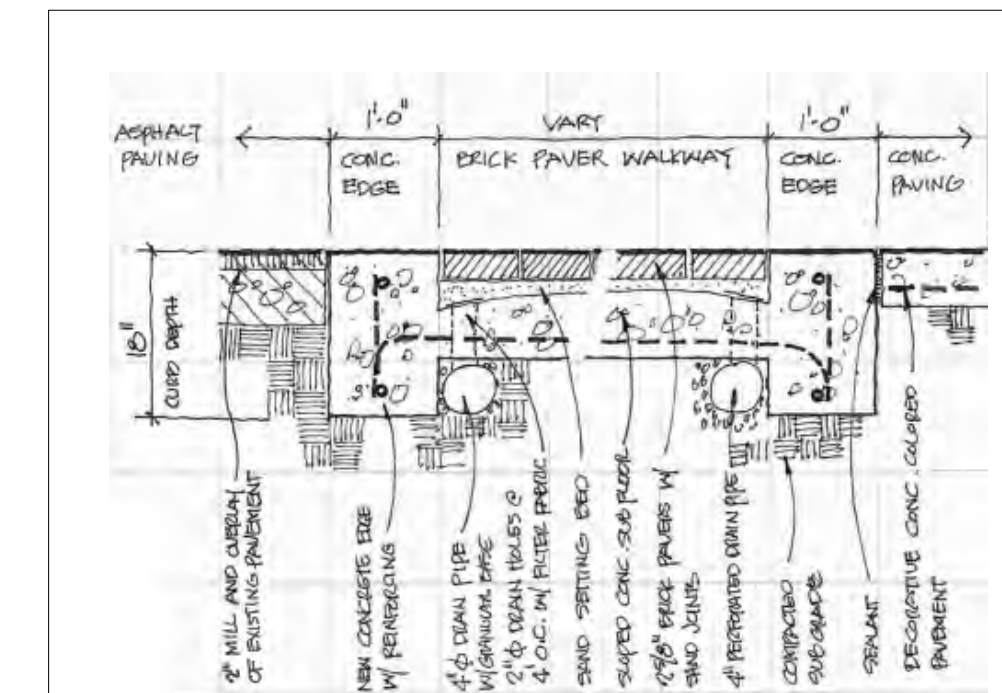 1'-0"
VARY
1'-0"
ASPHALT
PAVING
CONC.
EDGE
BRICK PAVER WALKWAY
CONC.
EDGE
CONC.
PAVING
18"
CURB DEPTH
2" MILL AND OVERLAY
OF EXISTING PAVEMENT
NEW CONCRETE EDGE
W/ REINFORCING
4" Φ DRAIN PIPE
W/ GRANULAR BASE
2" Φ DRAIN HOLES @
4' O.C. W/ FILTER FABRIC
SAND SETTING BED
SLOPED CONC. SUB FLOOR
2 3/8" BRICK PAVERS W/
SAND JOINTS
4" PERFORATED DRAIN PIPE
COMPACTED
SUBGRADE
SEALANT
DECORATIVE CONC. COLORED
PAVEMENT